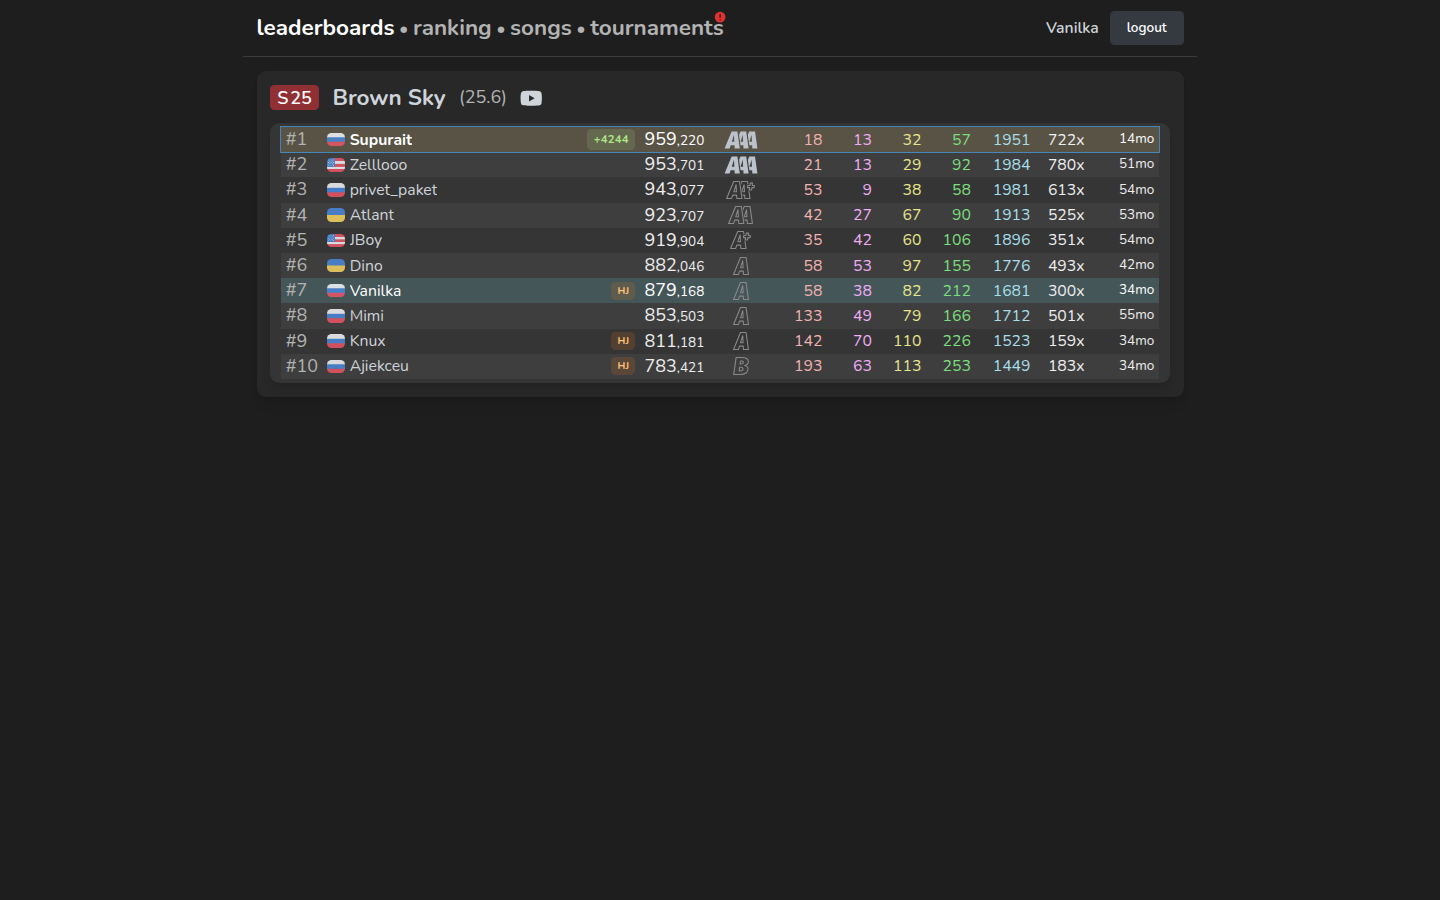 leaderboards • ranking • songs • tournaments
Vanilka logout
S25 Brown Sky (25.6)
#1 Supurait +4244 959,220 AAA 18 13 32 57 1951 722x 14mo
#2 Zelllooo 953,701 AAA 21 13 29 92 1984 780x 51mo
#3 privet_paket 943,077 AA+ 53 9 38 58 1981 613x 54mo
#4 Atlant 923,707 AA 42 27 67 90 1913 525x 53mo
#5 JBoy 919,904 A+ 35 42 60 106 1896 351x 54mo
#6 Dino 882,046 A 58 53 97 155 1776 493x 42mo
#7 Vanilka HJ 879,168 A 58 38 82 212 1681 300x 34mo
#8 Mimi 853,503 A 133 49 79 166 1712 501x 55mo
#9 Knux HJ 811,181 A 142 70 110 226 1523 159x 34mo
#10 Ajiekceu HJ 783,421 B 193 63 113 253 1449 183x 34mo